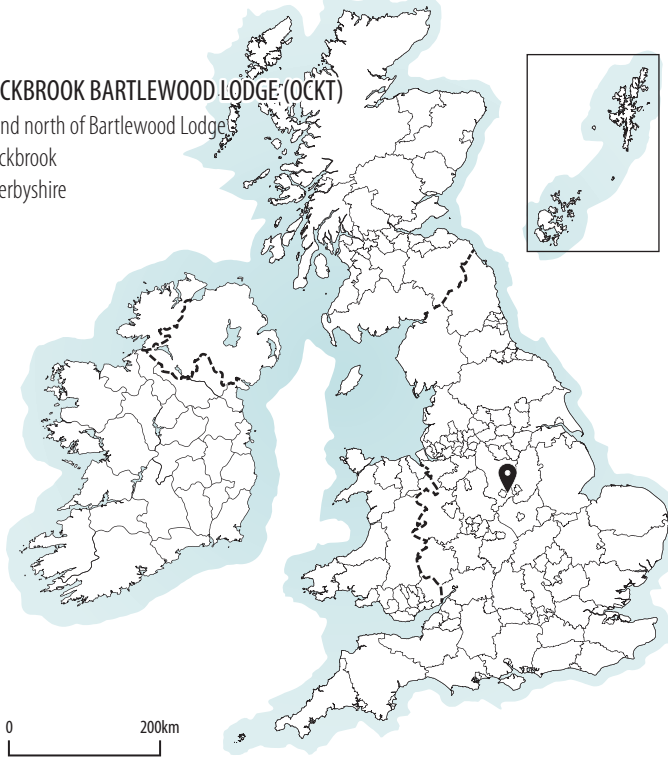 CKBROOK BARTLEWOOD LODGE (OCKT)
nd north of Bartlewood Lodge
ckbrook
erbyshire
0 200km